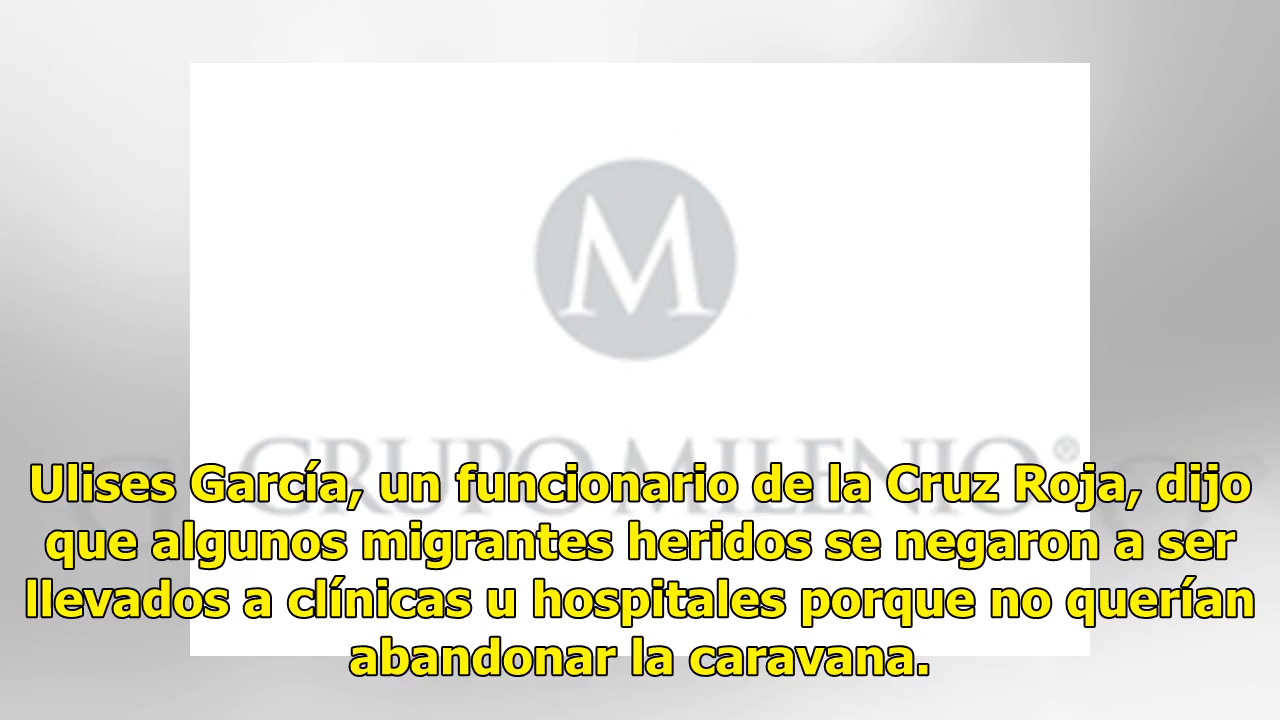 M
GRUPO MILENIO®
Ulises García, un funcionario de la Cruz Roja, dijo
que algunos migrantes heridos se negaron a ser
llevados a clínicas u hospitales porque no querían
abandonar la caravana.